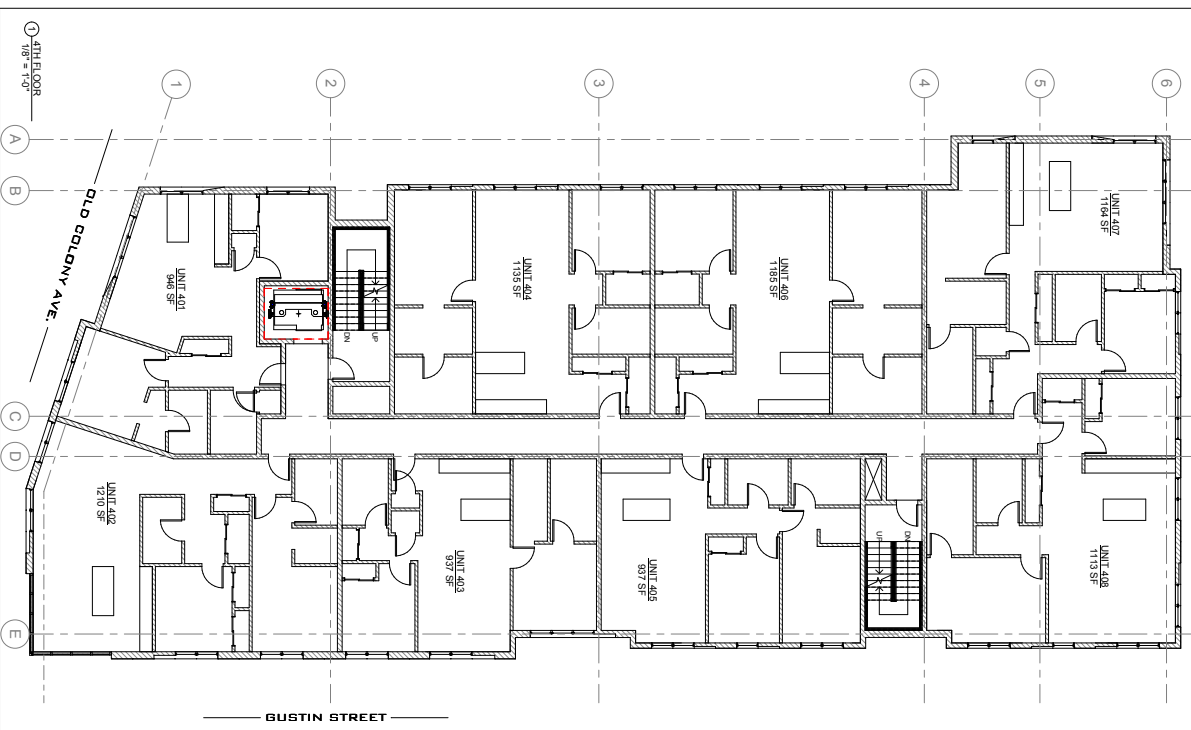 1
4TH FLOOR
1/8" = 1'-0"
1
2
3
4
5
6
A
B
C
D
E
OLD COLONY AVE.
UNIT 401
946 SF
DN
UP
UNIT 404
1135 SF
UNIT 406
1185 SF
UNIT 407
1164 SF
UNIT 402
1210 SF
UNIT 403
937 SF
UNIT 405
937 SF
UP
DN
UNIT 408
1113 SF
GUSTIN STREET